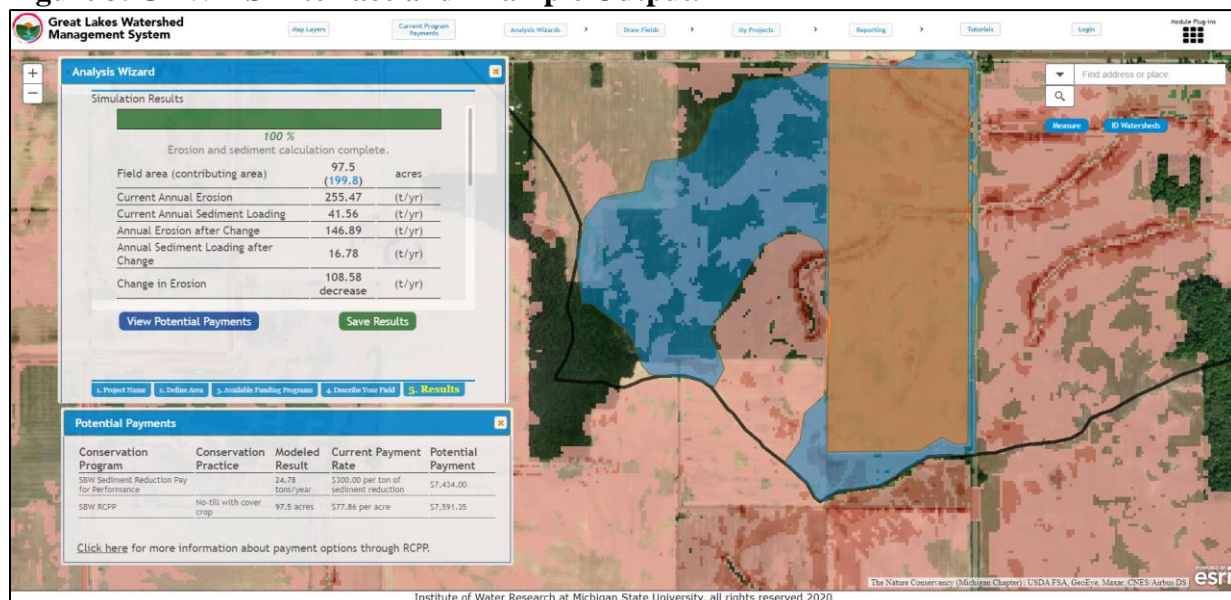 Great Lakes Watershed
Management System
Map Layers
Current Program
Payments
Analysis Wizards
>
Draw Fields
>
My Projects
>
Reporting
>
Tutorials
Login
Module Plug-ins
+
−
Analysis Wizard
Simulation Results
100 %
Erosion and sediment calculation complete.
Field area (contributing area) 97.5 (199.8) acres
Current Annual Erosion 255.47 (t/yr)
Current Annual Sediment Loading 41.56 (t/yr)
Annual Erosion after Change 146.89 (t/yr)
Annual Sediment Loading after
Change 16.78 (t/yr)
Change in Erosion 108.58 decrease (t/yr)
View Potential Payments Save Results
1. Project Name 2. Define Area 3. Available Funding Programs 4. Describe Your Field 5. Results
Find address or place
Measure ID Watersheds
Potential Payments
Conservation Program Conservation Practice Modeled Result Current Payment Rate Potential Payment
SBW Sediment Reduction Pay for Performance 24.78 tons/year $300.00 per ton of sediment reduction $7,434.00
SBW RCPP No-till with cover crop 97.5 acres $77.86 per acre $7,591.35
Click here for more information about payment options through RCPP.
The Nature Conservancy (Michigan Chapter) | USDA FSA, GeoEye, Maxar, CNES/Airbus DS
POWERED BY
esri
Institute of Water Research at Michigan State University, all rights reserved 2020